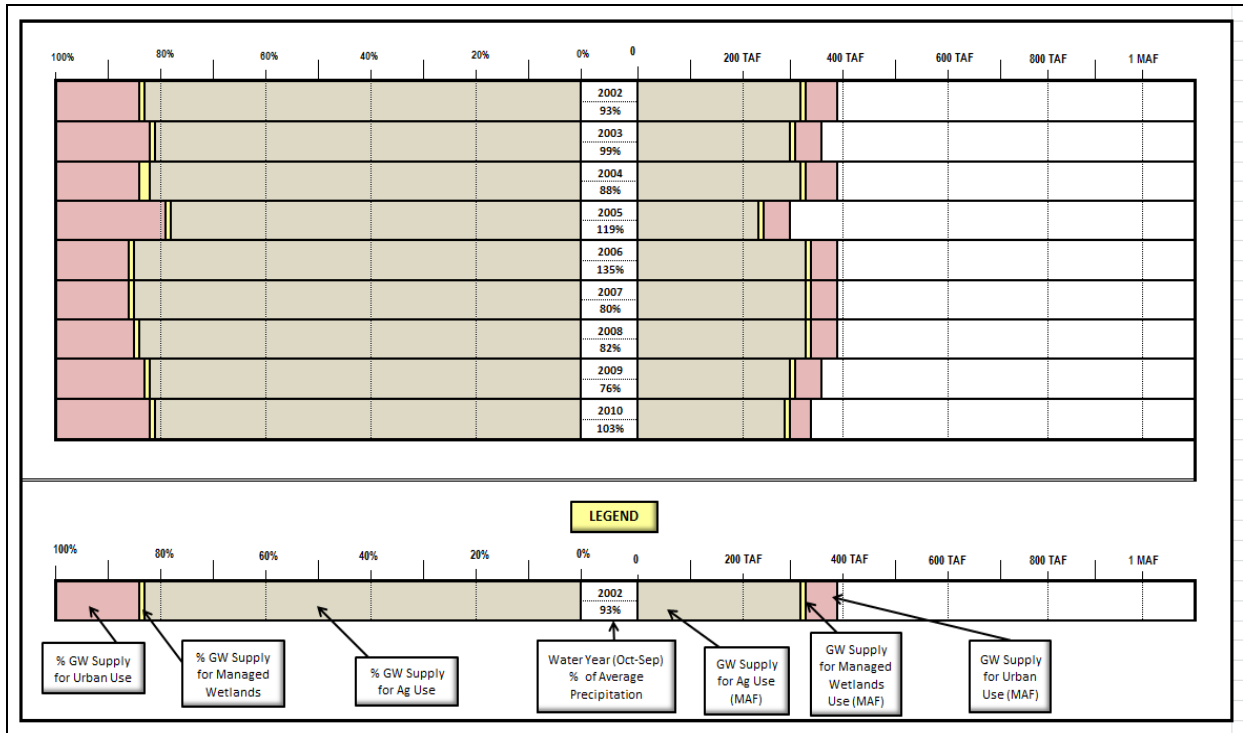 100% 80% 60% 40% 20% 0% 0 200 TAF 400 TAF 600 TAF 800 TAF 1 MAF
2002
93%
2003
99%
2004
88%
2005
119%
2006
135%
2007
80%
2008
82%
2009
76%
2010
103%
LEGEND
100% 80% 60% 40% 20% 0% 0 200 TAF 400 TAF 600 TAF 800 TAF 1 MAF
2002
93%
% GW Supply
for Urban Use
% GW Supply
for Managed
Wetlands
% GW Supply
for Ag Use
Water Year (Oct-Sep)
% of Average
Precipitation
GW Supply
for Ag Use
(MAF)
GW Supply
for Managed
Wetlands
Use (MAF)
GW Supply
for Urban
Use (MAF)